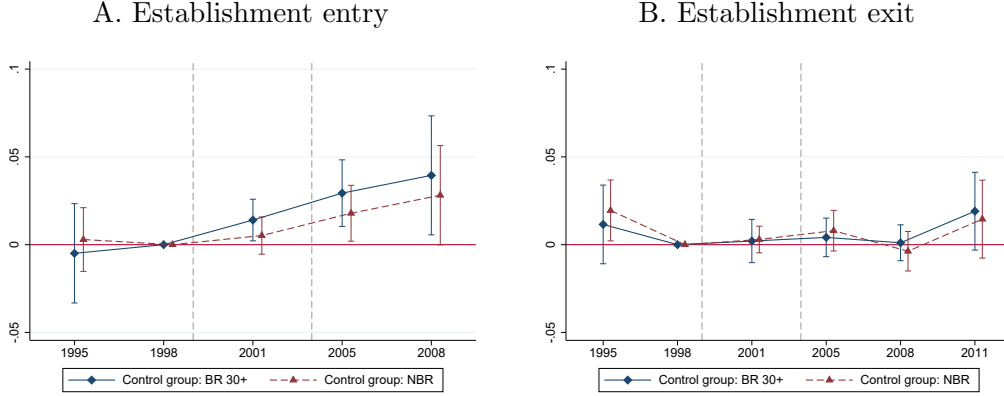 A. Establishment entry
.1
.05
0
-.05
1995 1998 2001 2005 2008
Control group: BR 30+ Control group: NBR
B. Establishment exit
.1
.05
0
-.05
1995 1998 2001 2005 2008 2011
Control group: BR 30+ Control group: NBR